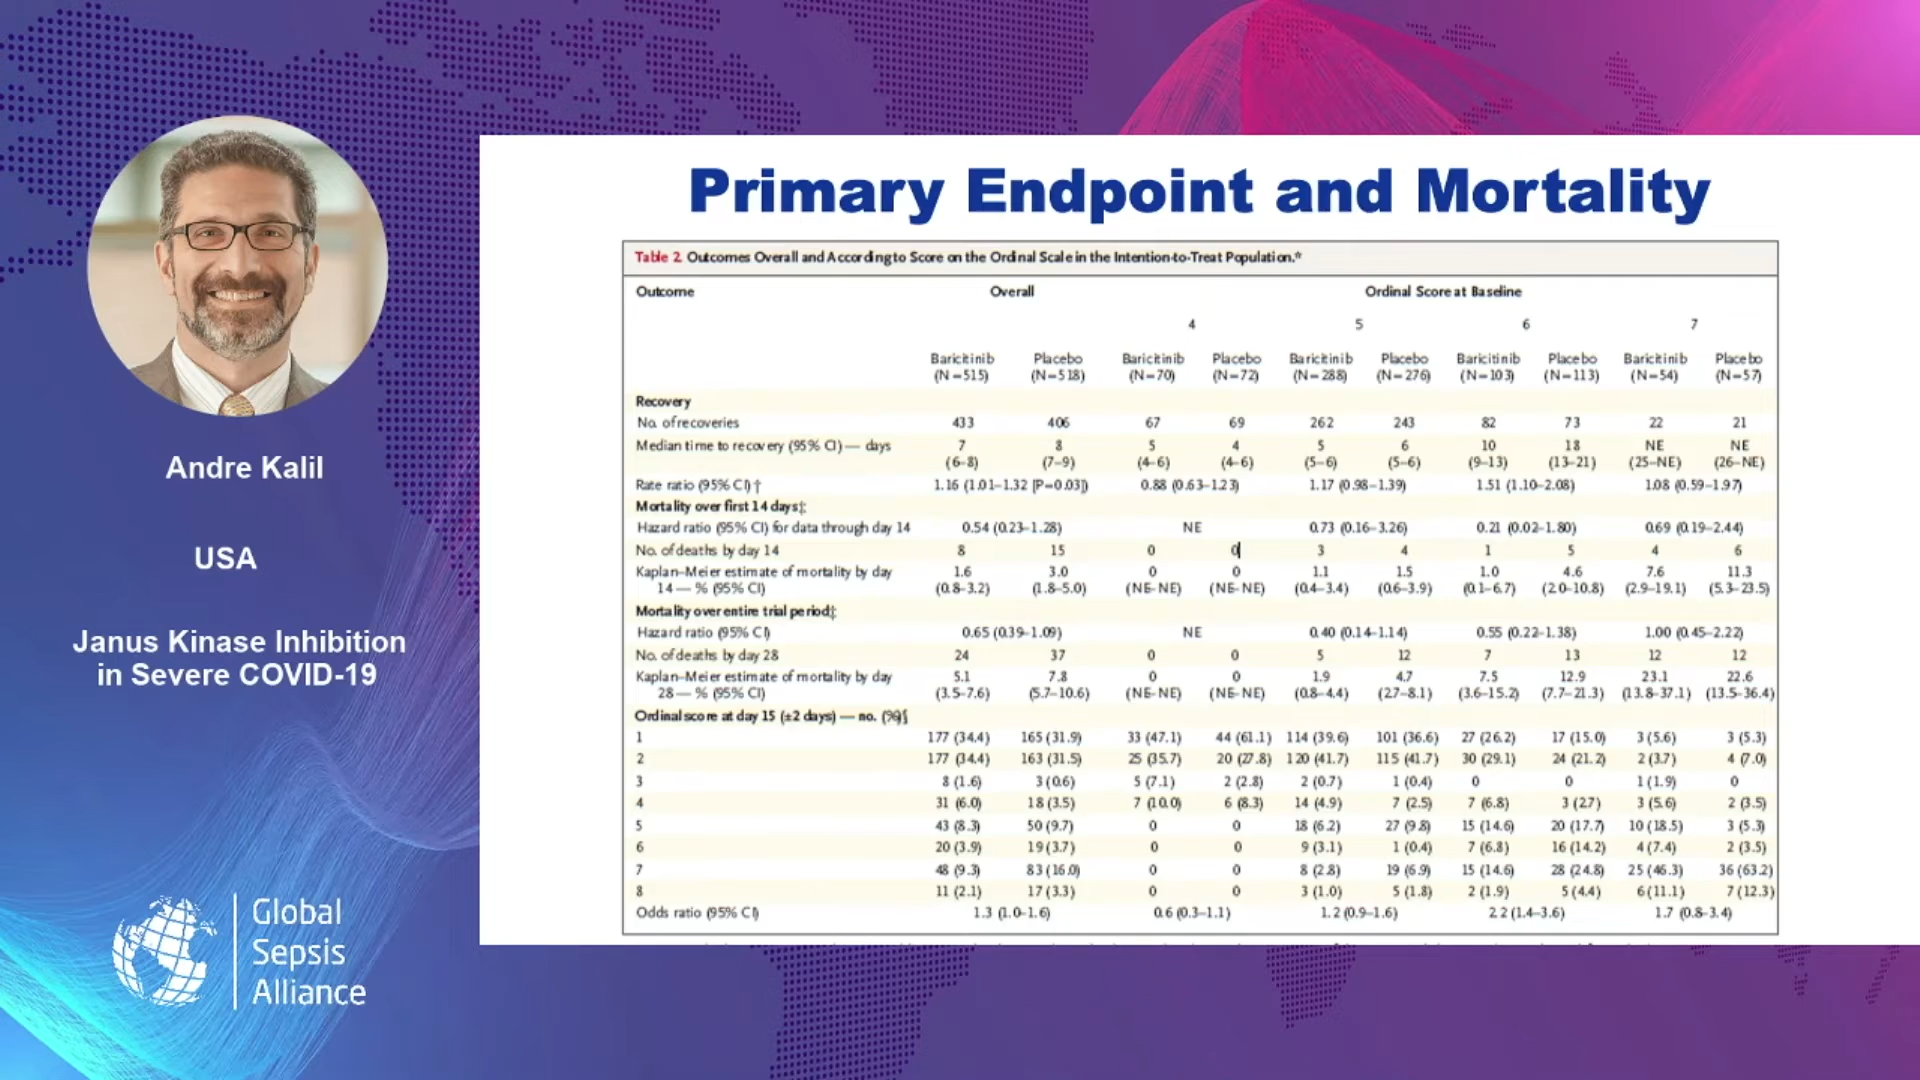 Andre Kalil
USA
Janus Kinase Inhibition
in Severe COVID-19
Global
Sepsis
Alliance
Primary Endpoint and Mortality
Table 2. Outcomes Overall and According to Score on the Ordinal Scale in the Intention-to-Treat Population.*
Outcome Overall Ordinal Score at Baseline
4 5 6 7
Baricitinib Placebo Baricitinib Placebo Baricitinib Placebo Baricitinib Placebo Baricitinib Placebo
(N=515) (N=518) (N=70) (N=72) (N=288) (N=276) (N=103) (N=113) (N=54) (N=57)
Recovery
No. of recoveries 433 406 67 69 262 243 82 73 22 21
Median time to recovery (95% CI) — days 7 8 5 4 5 6 10 18 NE NE
(6–8) (7–9) (4–6) (4–6) (5–6) (5–6) (9–13) (13–21) (25–NE) (26–NE)
Rate ratio (95% CI)† 1.16 (1.01–1.32 [P=0.03]) 0.88 (0.63–1.23) 1.17 (0.98–1.39) 1.51 (1.10–2.08) 1.08 (0.59–1.97)
Mortality over first 14 days‡
Hazard ratio (95% CI) for data through day 14 0.54 (0.23–1.28) NE 0.73 (0.16–3.26) 0.21 (0.02–1.80) 0.69 (0.19–2.44)
No. of deaths by day 14 8 15 0 0 3 4 1 5 4 6
Kaplan–Meier estimate of mortality by day 1.6 3.0 0 0 1.1 1.5 1.0 4.6 7.6 11.3
14 — % (95% CI) (0.8–3.2) (1.8–5.0) (NE–NE) (NE–NE) (0.4–3.4) (0.6–3.9) (0.1–6.7) (2.0–10.8) (2.9–19.1) (5.3–23.5)
Mortality over entire trial period‡
Hazard ratio (95% CI) 0.65 (0.39–1.09) NE 0.40 (0.14–1.14) 0.55 (0.22–1.38) 1.00 (0.45–2.22)
No. of deaths by day 28 24 37 0 0 5 12 7 13 12 12
Kaplan–Meier estimate of mortality by day 5.1 7.8 0 0 1.9 4.7 7.5 12.9 23.1 22.6
28 — % (95% CI) (3.5–7.6) (5.7–10.6) (NE–NE) (NE–NE) (0.8–4.4) (2.7–8.1) (3.6–15.2) (7.7–21.3) (13.8–37.1) (13.5–36.4)
Ordinal score at day 15 (±2 days) — no. (%)§
1 177 (34.4) 165 (31.9) 33 (47.1) 44 (61.1) 114 (39.6) 101 (36.6) 27 (26.2) 17 (15.0) 3 (5.6) 3 (5.3)
2 177 (34.4) 163 (31.5) 25 (35.7) 20 (27.8) 120 (41.7) 115 (41.7) 30 (29.1) 24 (21.2) 2 (3.7) 4 (7.0)
3 8 (1.6) 3 (0.6) 5 (7.1) 2 (2.8) 2 (0.7) 1 (0.4) 0 0 1 (1.9) 0
4 31 (6.0) 18 (3.5) 7 (10.0) 6 (8.3) 14 (4.9) 7 (2.5) 7 (6.8) 3 (2.7) 3 (5.6) 2 (3.5)
5 43 (8.3) 50 (9.7) 0 0 18 (6.2) 27 (9.8) 15 (14.6) 20 (17.7) 10 (18.5) 3 (5.3)
6 20 (3.9) 19 (3.7) 0 0 9 (3.1) 1 (0.4) 7 (6.8) 16 (14.2) 4 (7.4) 2 (3.5)
7 48 (9.3) 83 (16.0) 0 0 8 (2.8) 19 (6.9) 15 (14.6) 28 (24.8) 25 (46.3) 36 (63.2)
8 11 (2.1) 17 (3.3) 0 0 3 (1.0) 5 (1.8) 2 (1.9) 5 (4.4) 6 (11.1) 7 (12.3)
Odds ratio (95% CI) 1.3 (1.0–1.6) 0.6 (0.3–1.1) 1.2 (0.9–1.6) 2.2 (1.4–3.6) 1.7 (0.8–3.4)